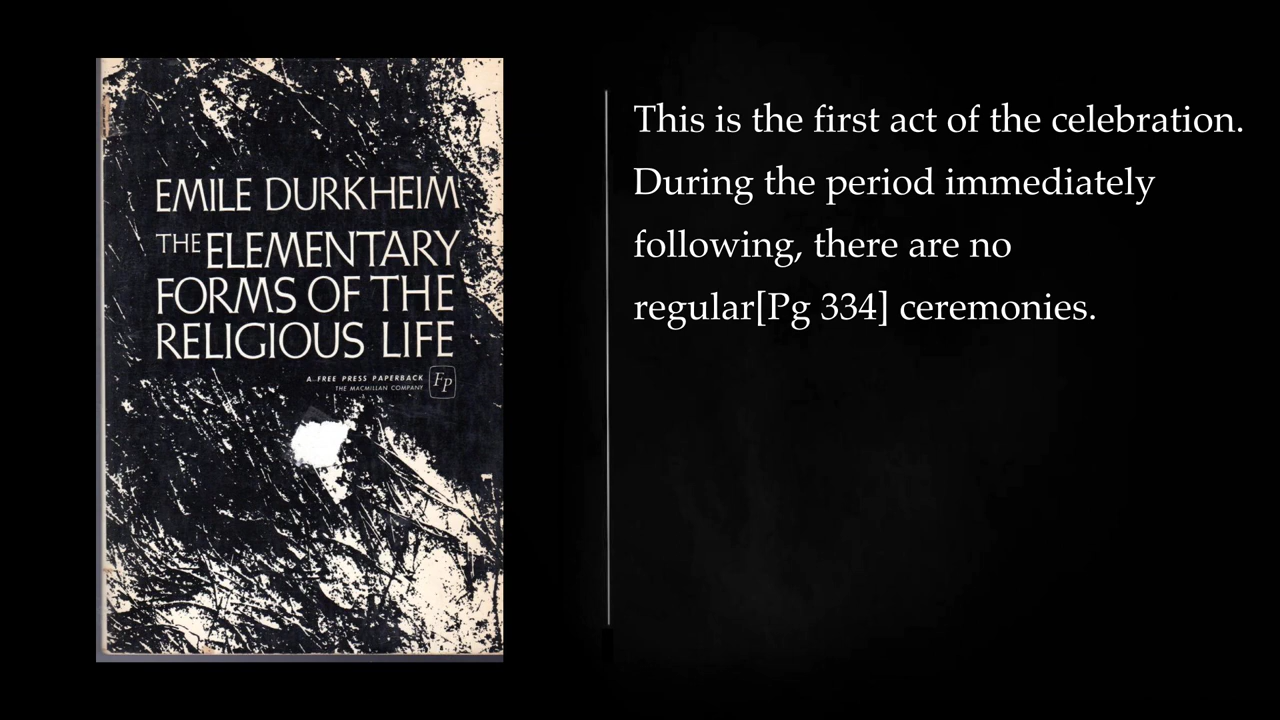 EMILE DURKHEIM
THE ELEMENTARY
FORMS OF THE
RELIGIOUS LIFE
A FREE PRESS PAPERBACK
THE MACMILLAN COMPANY
FP
This is the first act of the celebration.
During the period immediately
following, there are no
regular[Pg 334] ceremonies.